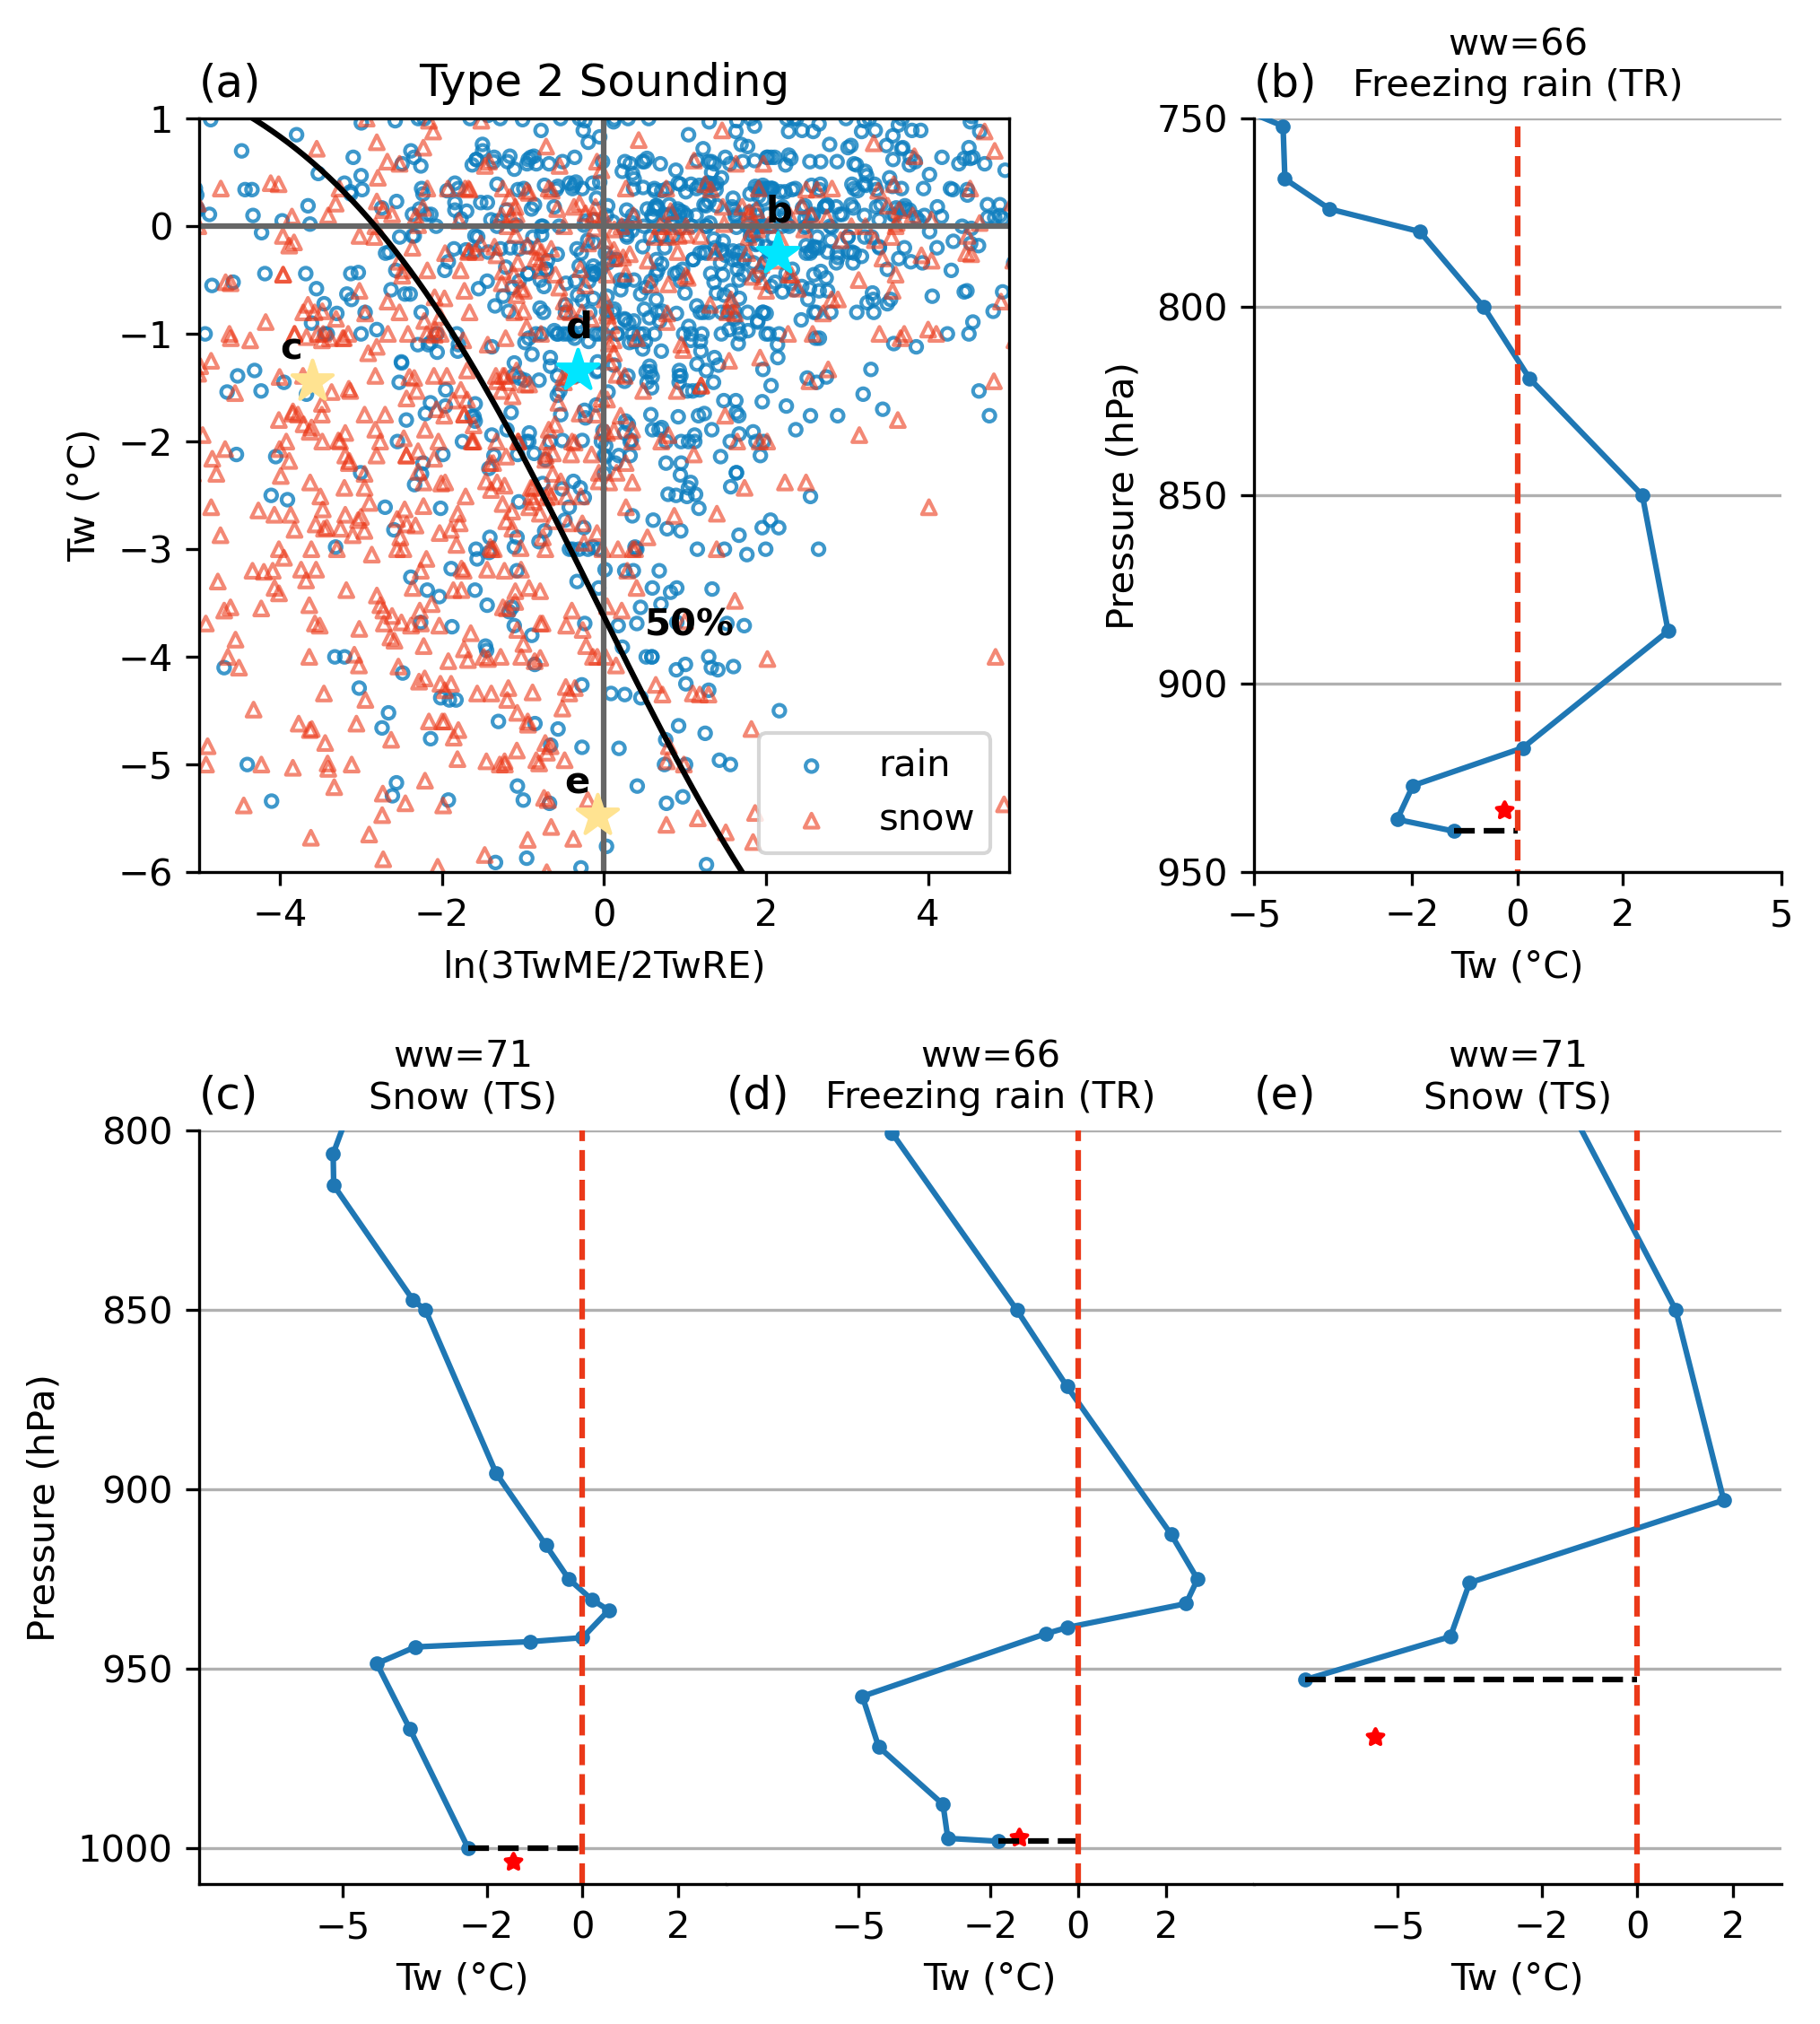 (a) Type 2 Sounding
1
0
−1
−2
−3
−4
−5
−6
Tw (°C)
b
d
c
50%
e
rain
snow
−4 −2 0 2 4
ln(3TwME/2TwRE)
ww=66
(b) Freezing rain (TR)
750
800
850
900
950
Pressure (hPa)
−5 −2 0 2 5
Tw (°C)
ww=71
(c) Snow (TS)
800
850
900
950
1000
Pressure (hPa)
−5 −2 0 2
Tw (°C)
ww=66
(d) Freezing rain (TR)
−5 −2 0 2
Tw (°C)
ww=71
(e) Snow (TS)
−5 −2 0 2
Tw (°C)